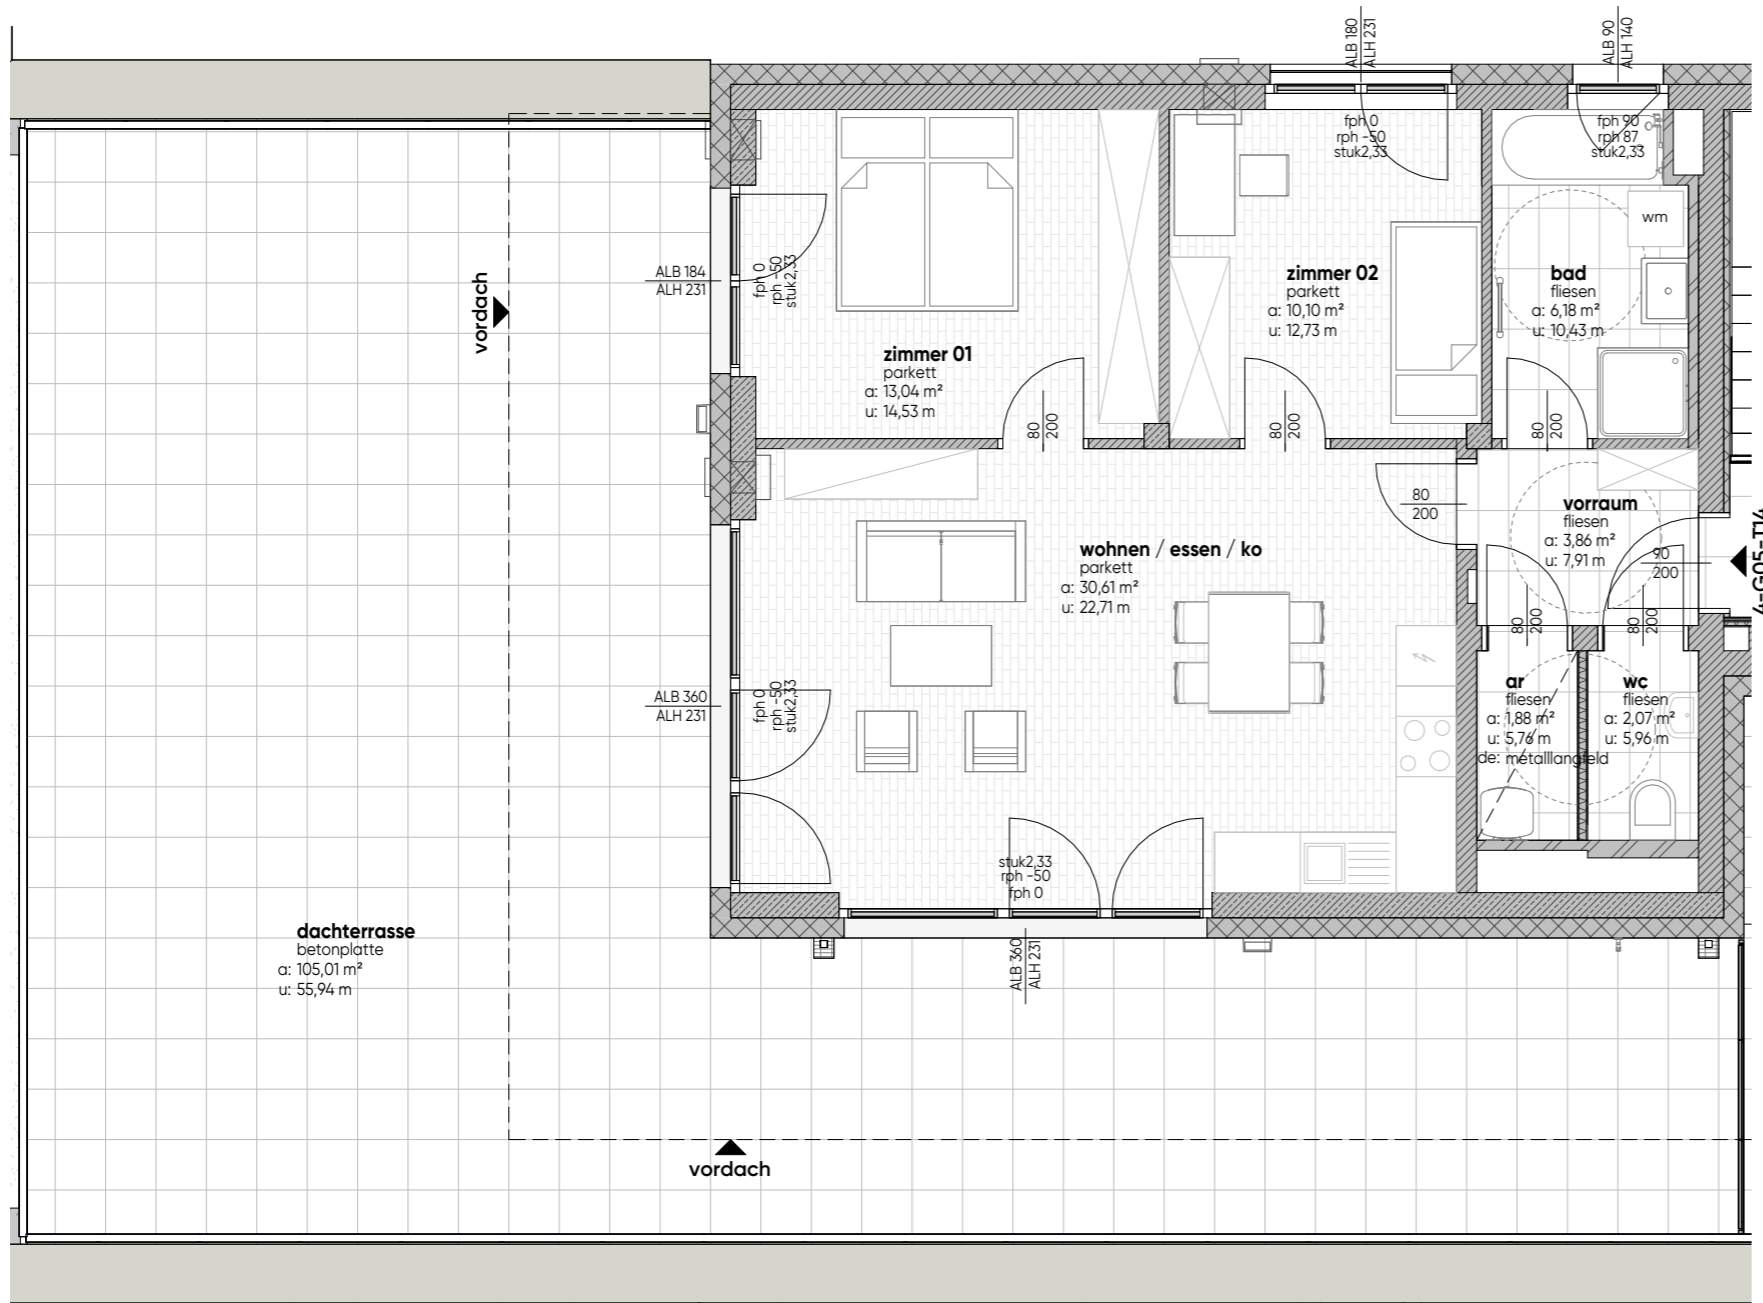 ALB 180
ALH 231
ALB 90
ALH 140
fph 0
rph -50
stuk2,33
fph 90
rph 87
stuk2,33
wm
vordach
ALB 184
ALH 231
fph 0
rph -50
stuk2,33
zimmer 01
parkett
a: 13,04 m²
u: 14,53 m
zimmer 02
parkett
a: 10,10 m²
u: 12,73 m
bad
fliesen
a: 6,18 m²
u: 10,43 m
80
200
80
200
80
200
80
200
vorraum
fliesen
a: 3,86 m²
u: 7,91 m
90
200
4-G05-T14
wohnen / essen / ko
parkett
a: 30,61 m²
u: 22,71 m
80
200
80
200
ar
fliesen
a: 1,88 m²
u: 5,76 m
de: metalllangfeld
wc
fliesen
a: 2,07 m²
u: 5,96 m
ALB 360
ALH 231
fph 0
rph -50
stuk2,33
stuk2,33
rph -50
fph 0
ALB 360
ALH 231
dachterrasse
betonplatte
a: 105,01 m²
u: 55,94 m
vordach